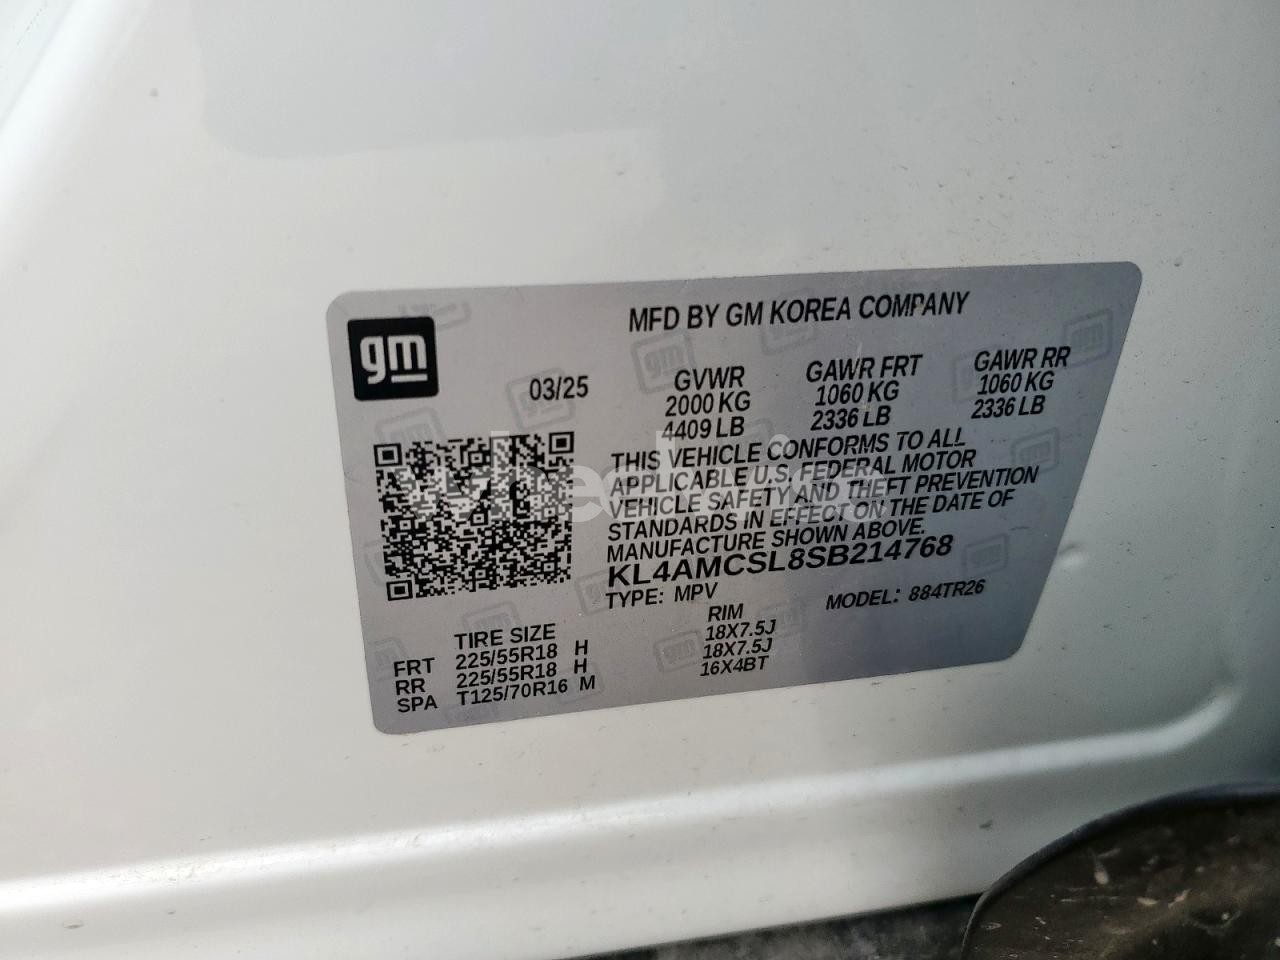 gm
MFD BY GM KOREA COMPANY
03/25
GVWR GAWR FRT GAWR RR
2000 KG 1060 KG 1060 KG
4409 LB 2336 LB 2336 LB
THIS VEHICLE CONFORMS TO ALL
APPLICABLE U.S. FEDERAL MOTOR
VEHICLE SAFETY AND THEFT PREVENTION
STANDARDS IN EFFECT ON THE DATE OF
MANUFACTURE SHOWN ABOVE.
KL4AMCSL8SB214768
TYPE: MPV MODEL: 884TR26
TIRE SIZE RIM
FRT 225/55R18 H 18X7.5J
RR 225/55R18 H 18X7.5J
SPA T125/70R16 M 16X4BT